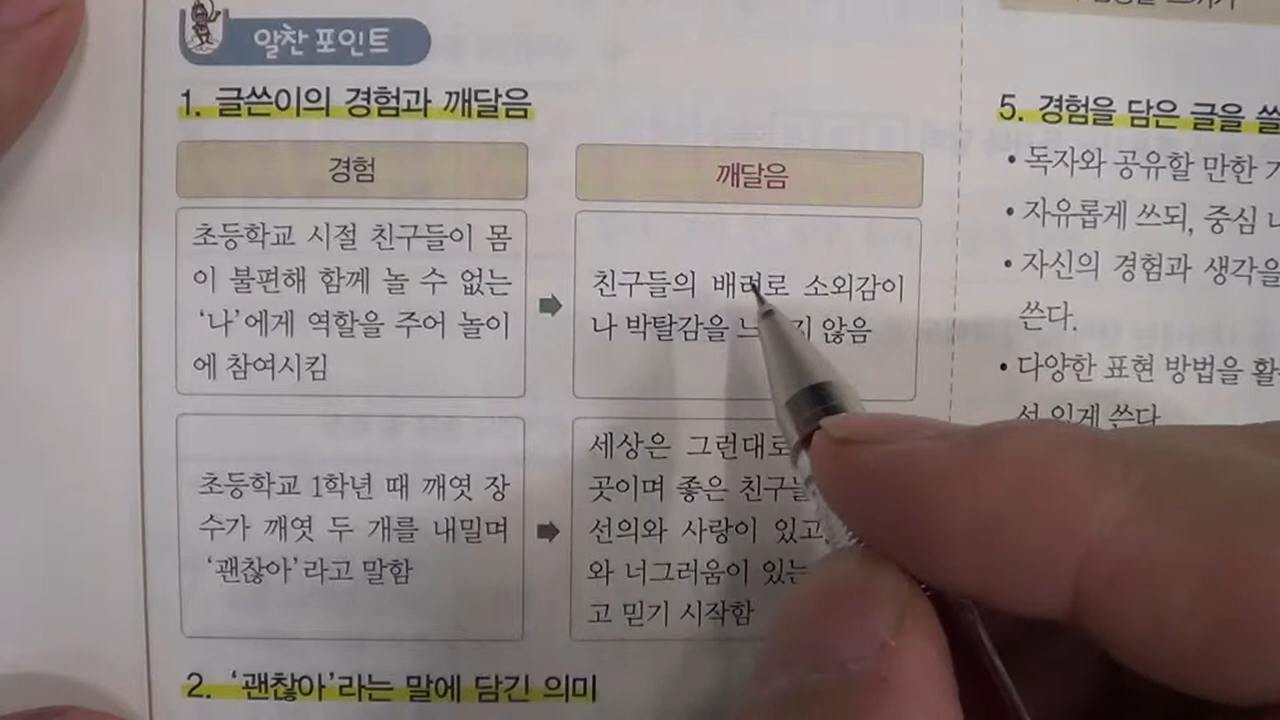 알찬 포인트
1. 글쓴이의 경험과 깨달음
경험
깨달음
초등학교 시절 친구들이 몸
이 불편해 함께 놀 수 없는
‘나’에게 역할을 주어 놀이
에 참여시킴
친구들의 배려로 소외감이
나 박탈감을 않음
초등학교 1학년 때 깨엿 장
수가 깨엿 두 개를 내밀며
‘괜찮아’라고 말함
세상은 그런대로
곳이며 좋은
선의와 사랑이 있고,
와 너그러움이 있는
고 믿기 시작함
2. ‘괜찮아’라는 말에 담긴 의미
5. 경험을 담은 글을
• 독자와 공유할 만한
• 자유롭게 쓰되, 중심
• 자신의 경험과 생각을
쓴다.
• 다양한 표현 방법을
있게 쓴다